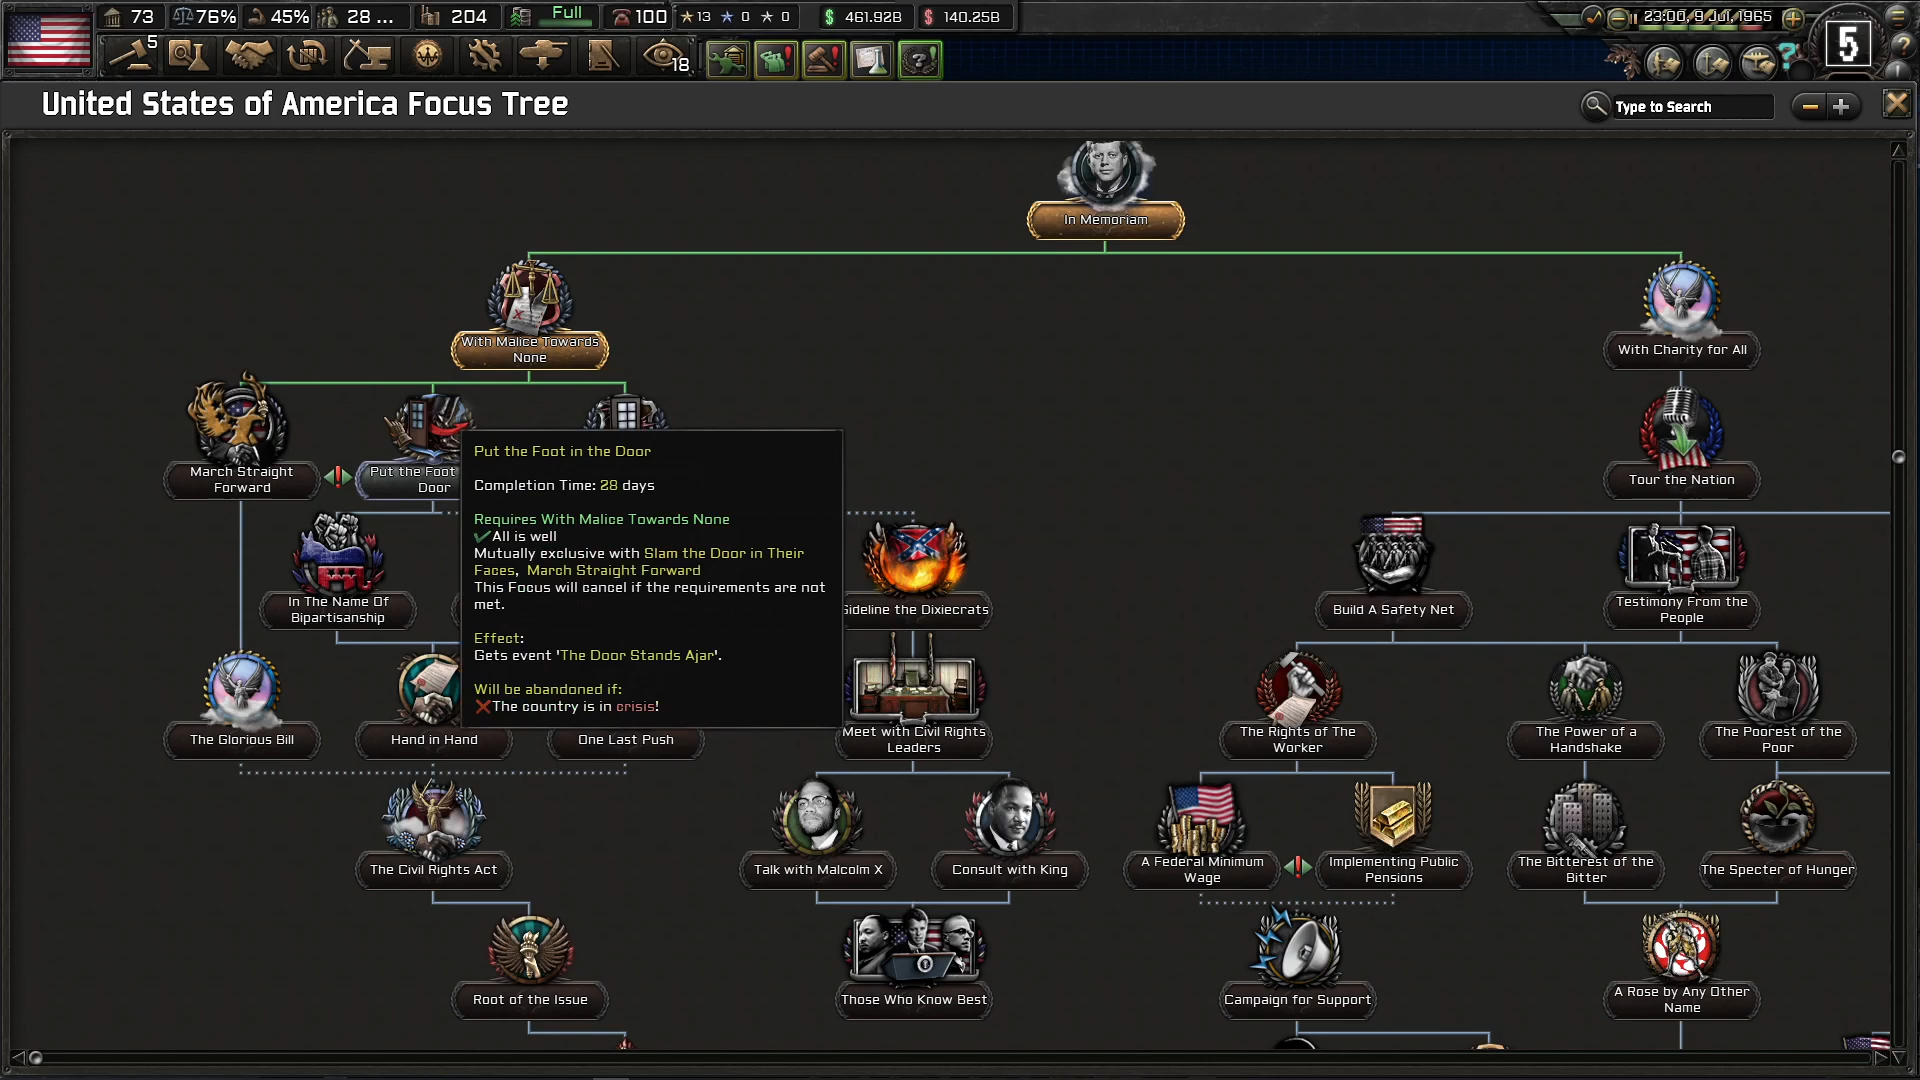 73
76%
45%
28 ...
204
Full
100
13
0
0
461.92B
140.25B
23:00, 9 Jul, 1965
5
5
18
United States of America Focus Tree
Type to Search
In Memoriam
With Malice Towards
None
With Charity for All
March Straight
Forward
Put the Foot
Door
Tour the Nation
Put the Foot in the Door
Completion Time: 28 days
Requires With Malice Towards None
All is well
Mutually exclusive with Slam the Door in Their
Faces, March Straight Forward
This Focus will cancel if the requirements are not
met.
Effect:
Gets event 'The Door Stands Ajar'.
Will be abandoned if:
The country is in crisis!
In The Name Of
Bipartisanship
Sideline the Dixiecrats
Build A Safety Net
Testimony From the
People
The Glorious Bill
Hand in Hand
One Last Push
Meet with Civil Rights
Leaders
The Rights of The
Worker
The Power of a
Handshake
The Poorest of the
Poor
The Civil Rights Act
Talk with Malcolm X
Consult with King
A Federal Minimum
Wage
Implementing Public
Pensions
The Bitterest of the
Bitter
The Specter of Hunger
Root of the Issue
Those Who Know Best
Campaign for Support
A Rose by Any Other
Name